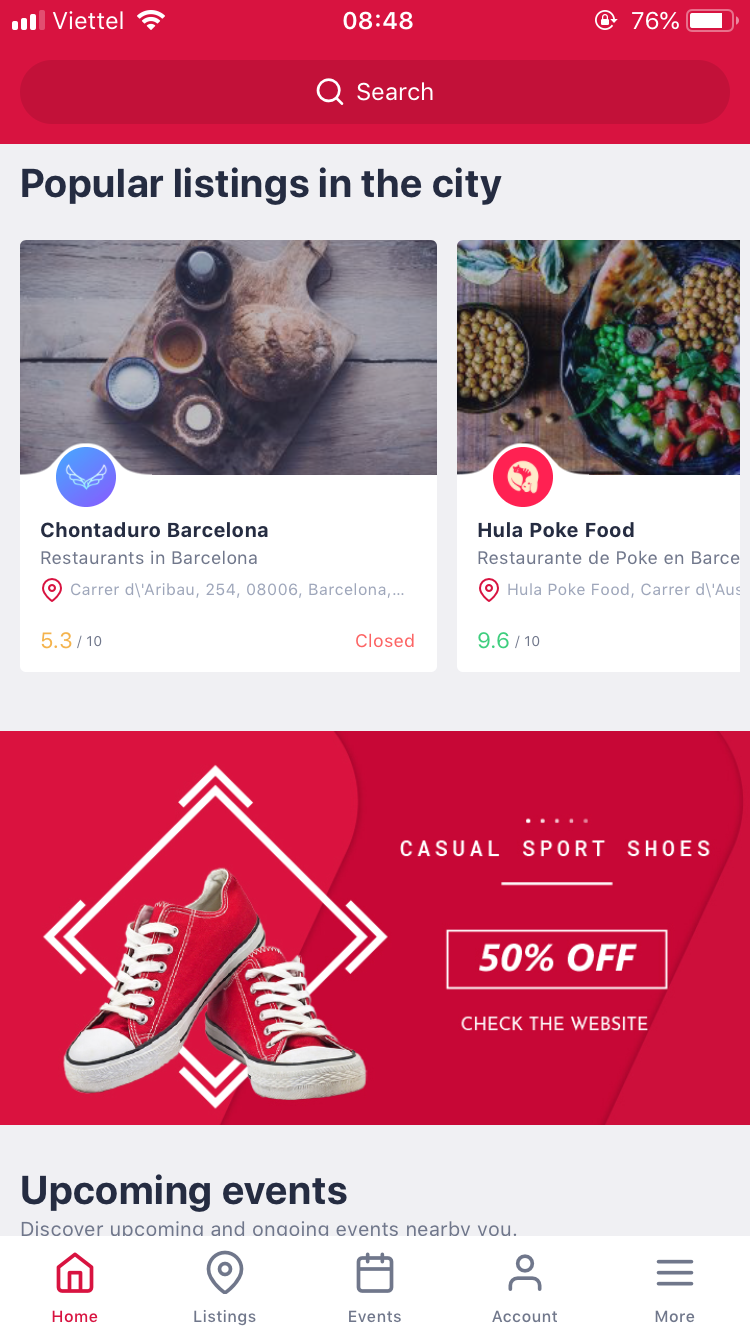 Viettel 08:48 76%
Search
Popular listings in the city
Chontaduro Barcelona
Restaurants in Barcelona
Carrer d\'Aribau, 254, 08006, Barcelona,...
5.3 / 10 Closed
Hula Poke Food
Restaurante de Poke en Barce
Hula Poke Food, Carrer d\'Aus
9.6 / 10
CASUAL SPORT SHOES
50% OFF
CHECK THE WEBSITE
Upcoming events
Discover upcoming and ongoing events nearby you.
Home Listings Events Account More